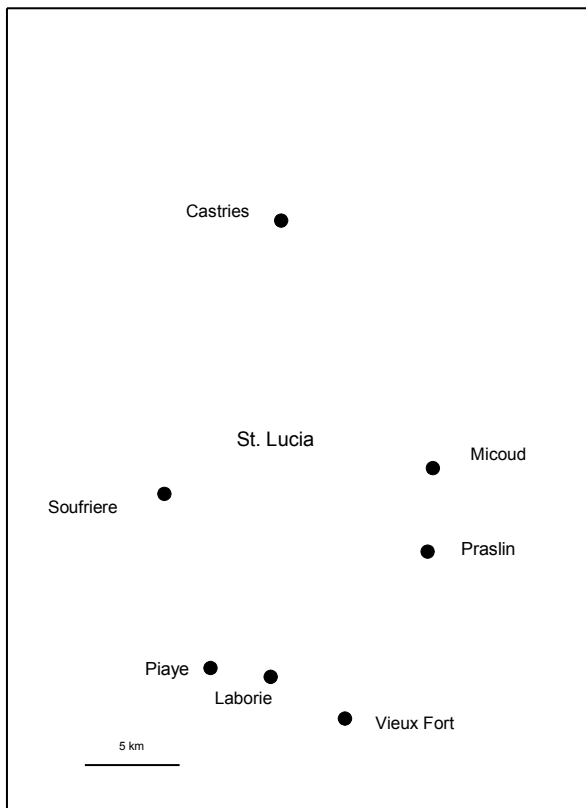 Castries
St. Lucia
Micoud
Soufriere
Praslin
Piaye
Laborie
Vieux Fort
5 km